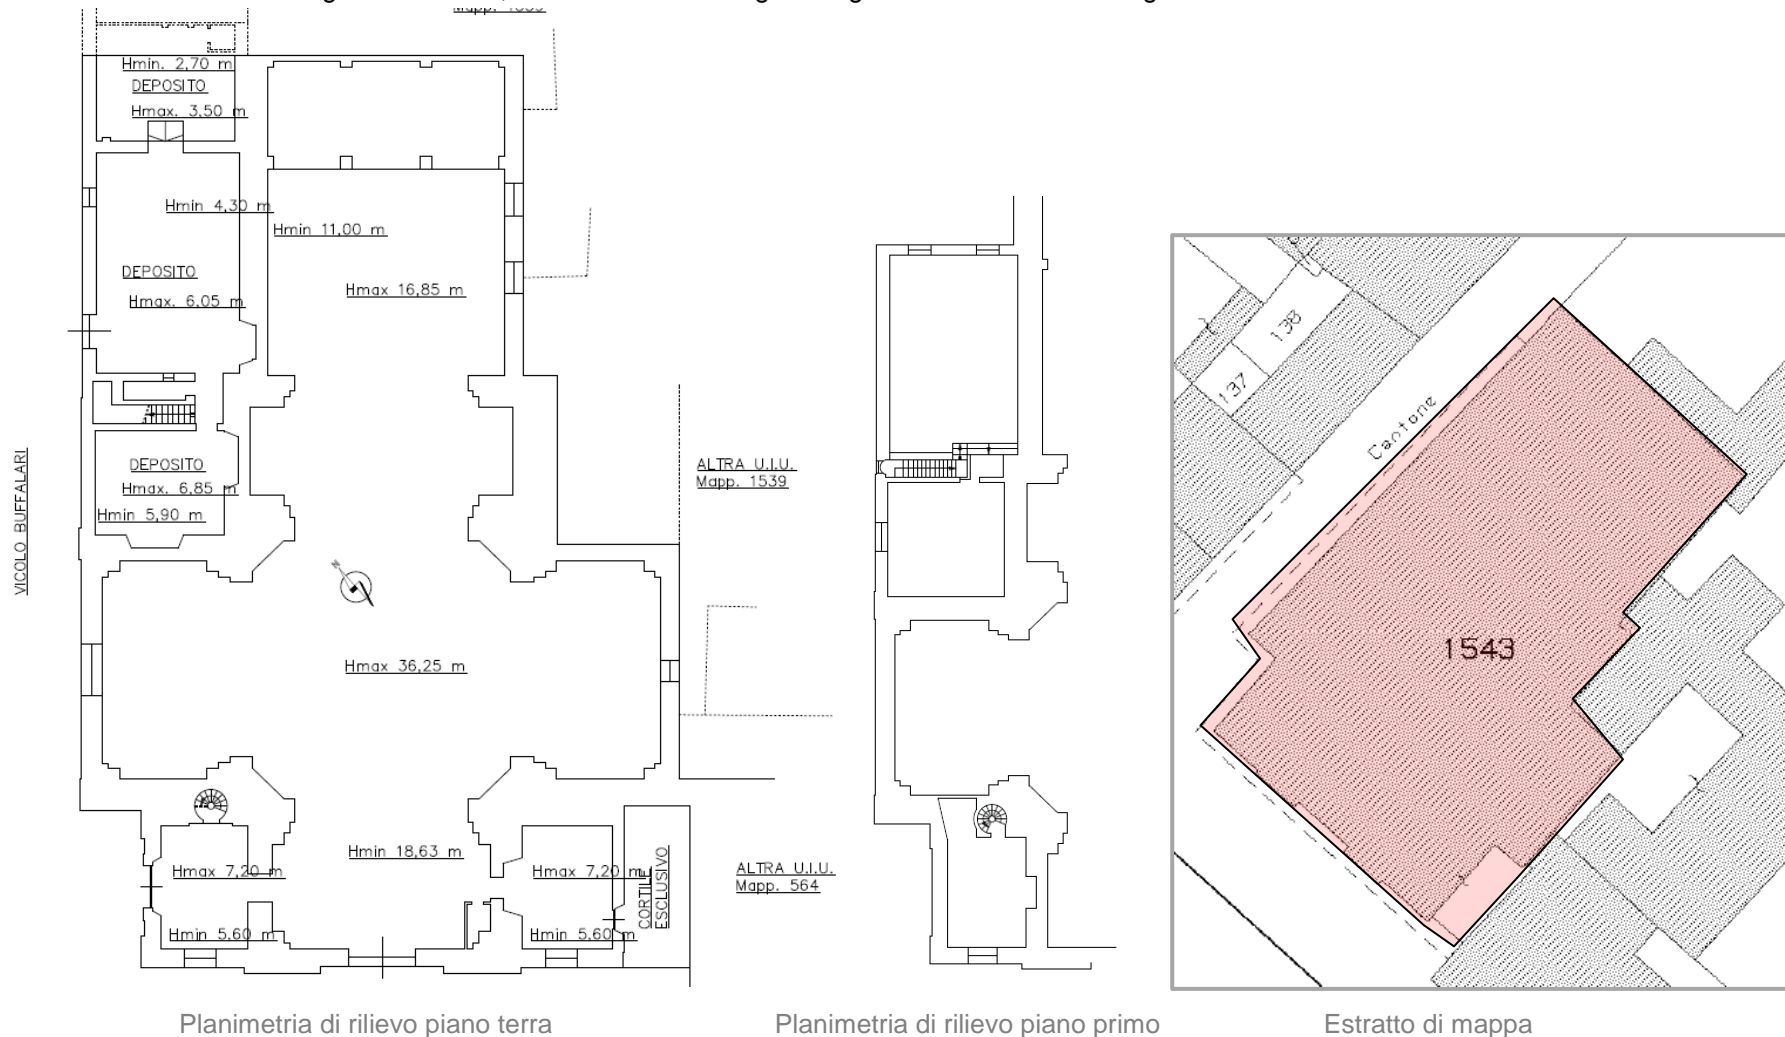 Hmin. 2,70 m
DEPOSITO
Hmax. 3,50 m
Hmin 4,30 m
Hmin 11,00 m
DEPOSITO
Hmax. 6,05 m
Hmax 16,85 m
DEPOSITO
Hmax. 6,85 m
Hmin 5,90 m
VICOLO BUFFALARI
ALTRA U.I.U.
Mapp. 1539
N
Hmax 36,25 m
Hmin 18,63 m
Hmax 7,20 m
Hmax 7,20 m
Hmin 5,60 m
Hmin 5,60 m
CORTILE
ESCLUSIVO
ALTRA U.I.U.
Mapp. 564
138
137
Cantone
1543
Planimetria di rilievo piano terra
Planimetria di rilievo piano primo
Estratto di mappa